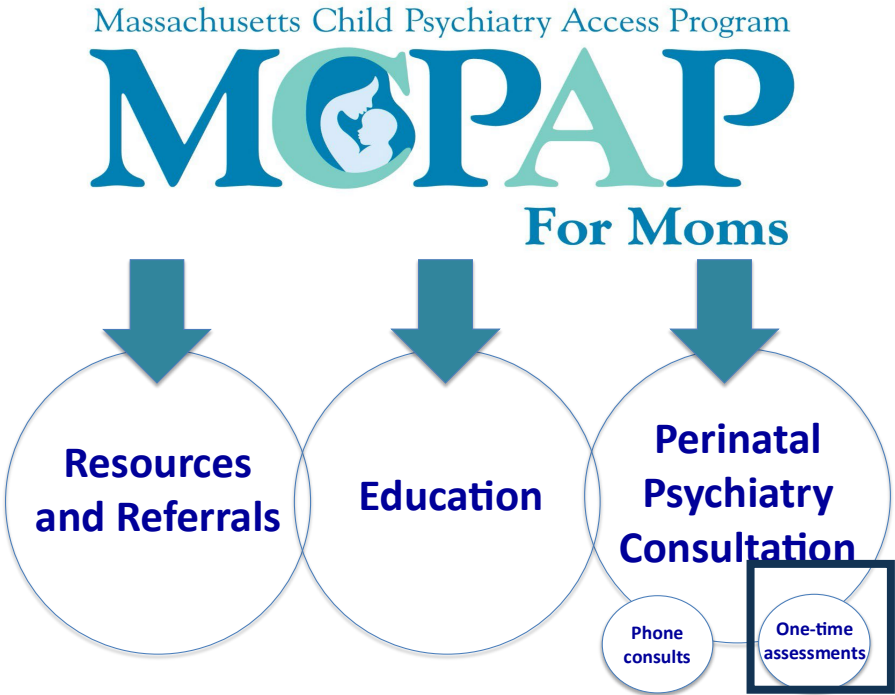 Massachusetts Child Psychiatry Access Program
MCPAP
For Moms
Resources
and Referrals
Education
Perinatal
Psychiatry
Consultation
Phone
consults
One-time
assessments